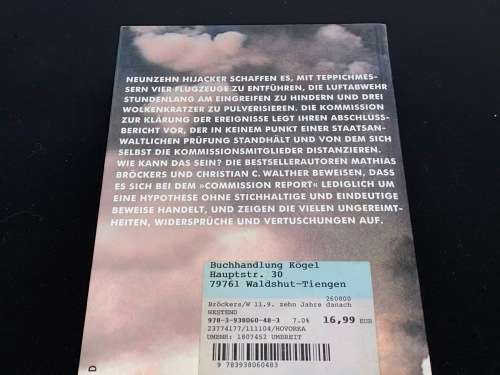 NEUNZEHN HIJACKER SCHAFFEN ES, MIT TEPPICHMES-
SERN VIER FLUGZEUGE ZU ENTFÜHREN, DIE LUFTABWEHR
STUNDENLANG AM EINGREIFEN ZU HINDERN UND DREI
WOLKENKRATZER ZU PULVERISIEREN. DIE KOMMISSION
ZUR KLÄRUNG DER EREIGNISSE LEGT IHREN ABSCHLUSS-
BERICHT VOR, DER IN KEINEM PUNKT EINER STAATSAN-
WALTLICHEN PRÜFUNG STANDHÄLT UND VON DEM SICH
SELBST DIE KOMMISSIONSMITGLIEDER DISTANZIEREN.
WIE KANN DAS SEIN? DIE BESTSELLERAUTOREN MATHIAS
BRÖCKERS UND CHRISTIAN C. WALTHER BEWEISEN, DASS
ES SICH BEI DEM »COMMISSION REPORT« LEDIGLICH UM
EINE HYPOTHESE OHNE STICHHALTIGE UND EINDEUTIGE
BEWEISE HANDELT, UND ZEIGEN DIE VIELEN UNGEREIMT-
HEITEN, WIDERSPRÜCHE UND VERTUSCHUNGEN AUF.
Buchhandlung Kögel
Hauptstr. 30
79761 Waldshut-Tiengen
260800
Bröckers/W 11.9. zehn Jahre danach
WESTEND
978-3-938060-48-3 7.0% 16,99 EUR
23774177/111104/HOVORKA
UMBNR: 1807452 UMBREIT
9 783938 060483
D